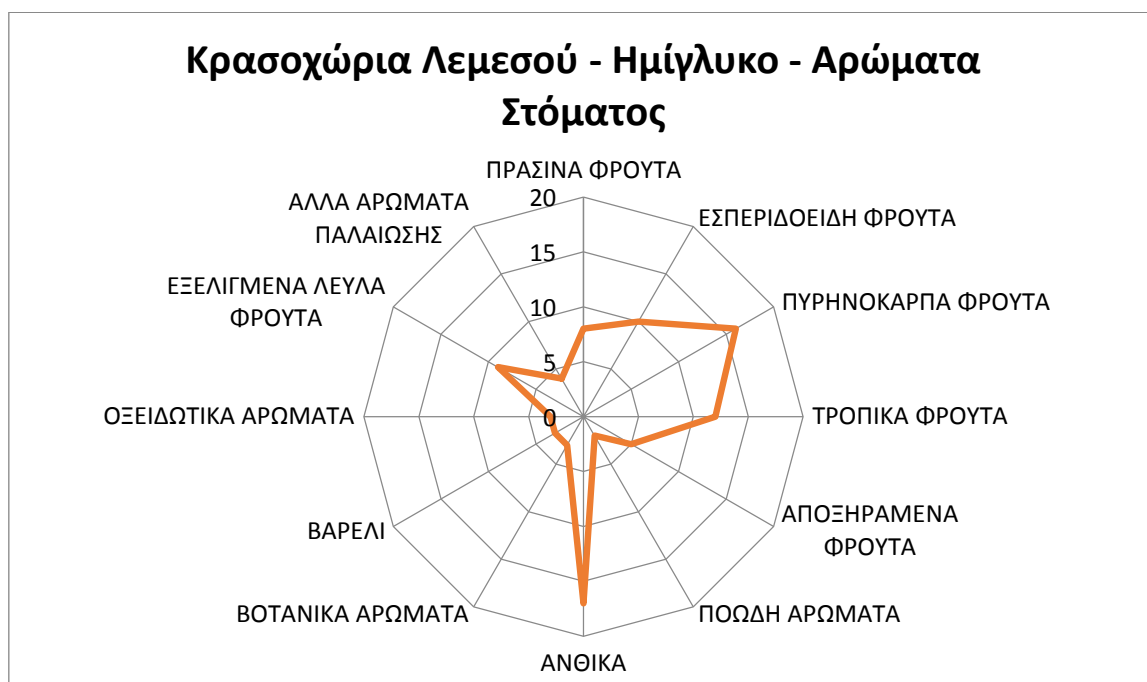 Κρασοχώρια Λεμεσού - Ημίγλυκο - Αρώματα
Στόματος
ΠΡΑΣΙΝΑ ΦΡΟΥΤΑ
ΕΣΠΕΡΙΔΟΕΙΔΗ ΦΡΟΥΤΑ
ΠΥΡΗΝΟΚΑΡΠΑ ΦΡΟΥΤΑ
ΤΡΟΠΙΚΑ ΦΡΟΥΤΑ
ΑΠΟΞΗΡΑΜΕΝΑ
ΦΡΟΥΤΑ
ΠΟΩΔΗ ΑΡΩΜΑΤΑ
ΑΝΘΙΚΑ
ΒΟΤΑΝΙΚΑ ΑΡΩΜΑΤΑ
ΒΑΡΕΛΙ
ΟΞΕΙΔΩΤΙΚΑ ΑΡΩΜΑΤΑ
ΕΞΕΛΙΓΜΕΝΑ ΛΕΥΛΑ
ΦΡΟΥΤΑ
ΑΛΛΑ ΑΡΩΜΑΤΑ
ΠΑΛΑΙΩΣΗΣ
20
15
10
5
0